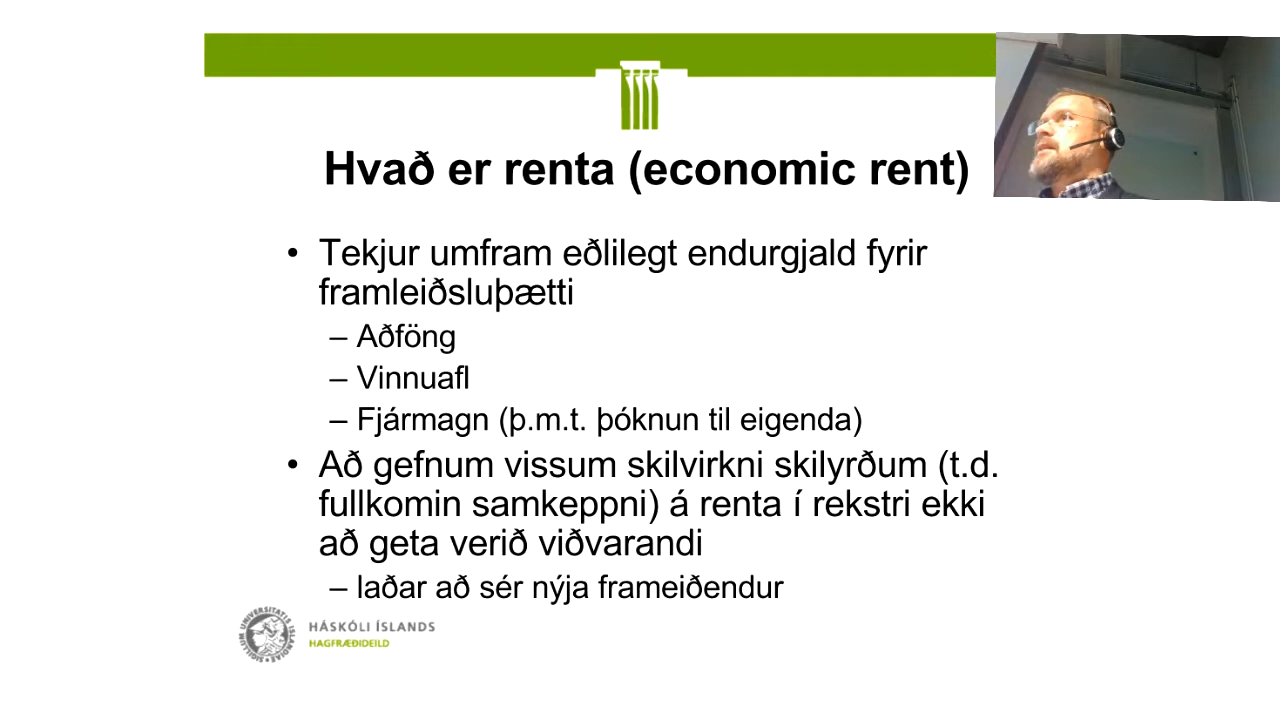 Hvað er renta (economic rent)
• Tekjur umfram eðlilegt endurgjald fyrir
framleiðsluþætti
– Aðföng
– Vinnuafl
– Fjármagn (þ.m.t. þóknun til eigenda)
• Að gefnum vissum skilvirkni skilyrðum (t.d.
fullkomin samkeppni) á renta í rekstri ekki
að geta verið viðvarandi
– laðar að sér nýja frameiðendur
HÁSKÓLI ÍSLANDS
HAGFRÆÐIDEILD